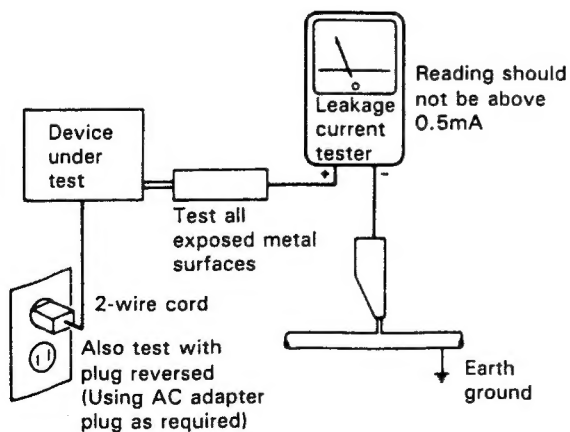 Device
under
test
Leakage
current
tester
+ -
Reading should
not be above
0.5mA
Test all
exposed metal
surfaces
2-wire cord
Also test with
plug reversed
(Using AC adapter
plug as required)
Earth
ground